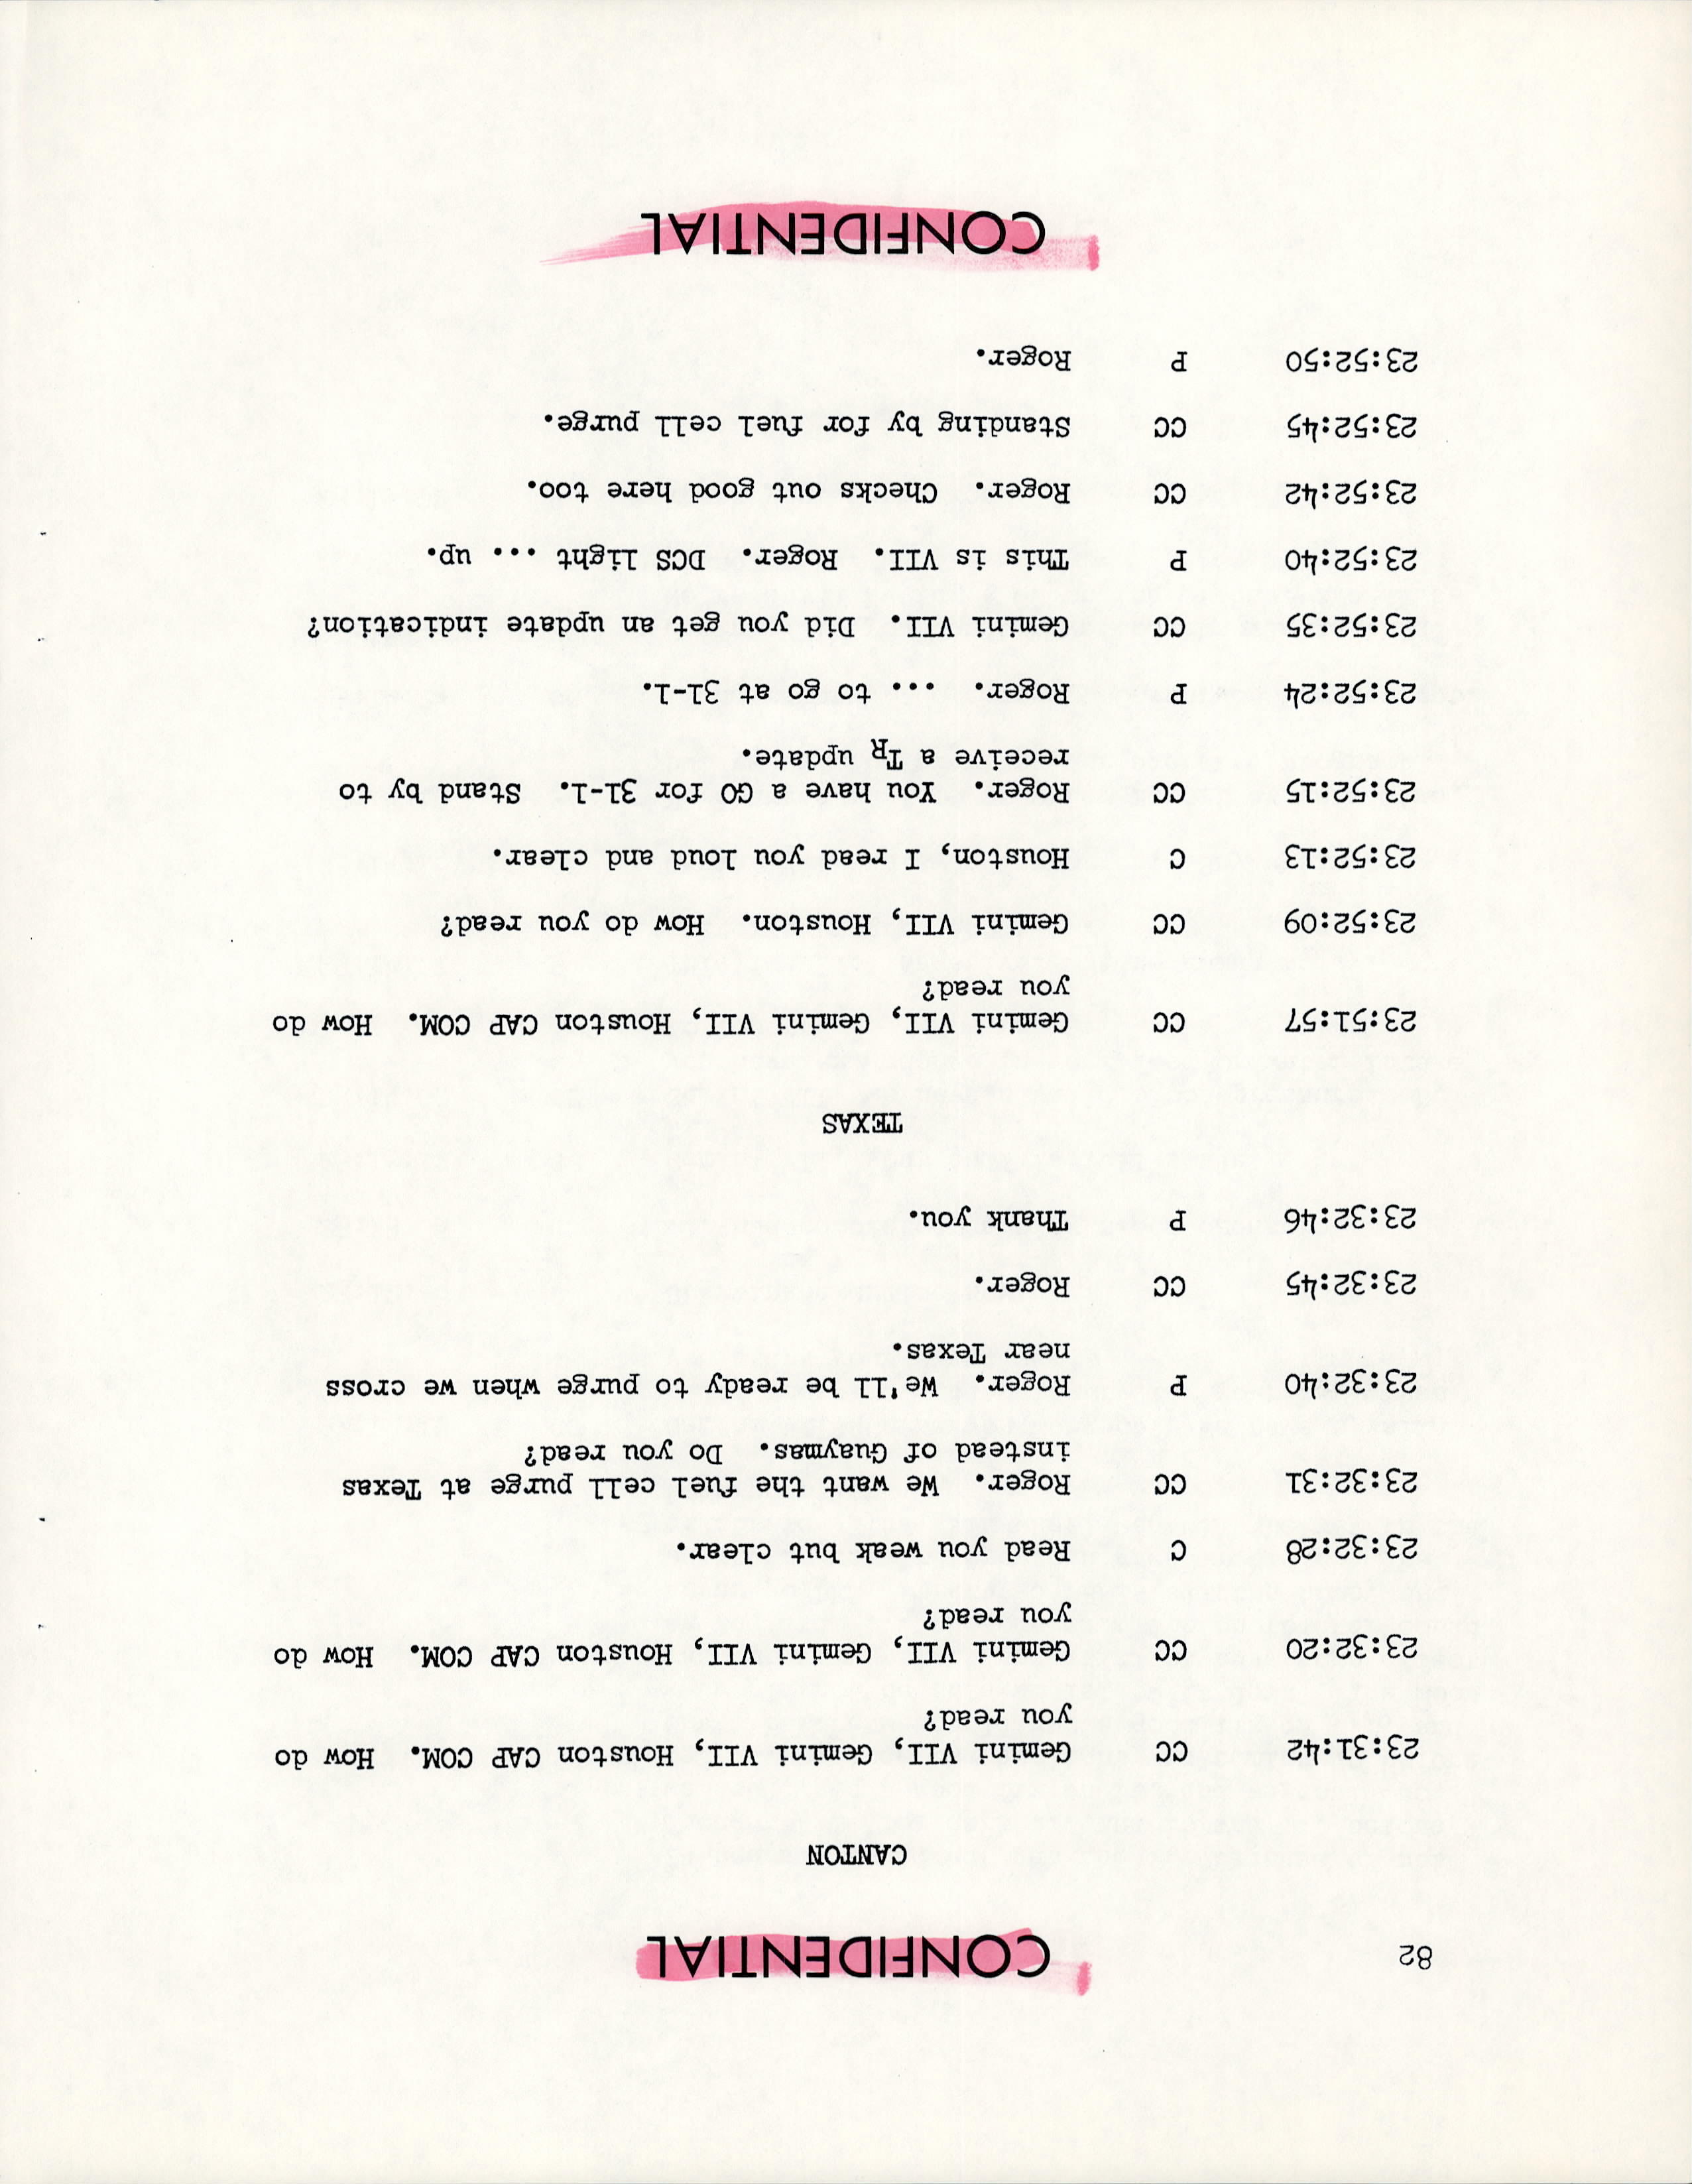 82
CONFIDENTIAL
CANTON
23:31:42 CC Gemini VII, Gemini VII, Houston CAP COM. How do
you read?
23:32:20 CC Gemini VII, Gemini VII, Houston CAP COM. How do
you read?
23:32:28 C Read you weak but clear.
23:32:31 CC Roger. We want the fuel cell purge at Texas
instead of Guaymas. Do you read?
23:32:40 P Roger. We'll be ready to purge when we cross
near Texas.
23:32:45 CC Roger.
23:32:46 P Thank you.
TEXAS
23:51:57 CC Gemini VII, Gemini VII, Houston CAP COM. How do
you read?
23:52:09 CC Gemini VII, Houston. How do you read?
23:52:13 C Houston, I read you loud and clear.
23:52:15 CC Roger. You have a GO for 31-1. Stand by to
receive a TR update.
23:52:24 P Roger. ... to go at 31-1.
23:52:35 CC Gemini VII. Did you get an update indication?
23:52:40 P This is VII. Roger. DCS light ... up.
23:52:42 CC Roger. Checks out good here too.
23:52:45 CC Standing by for fuel cell purge.
23:52:50 P Roger.
CONFIDENTIAL